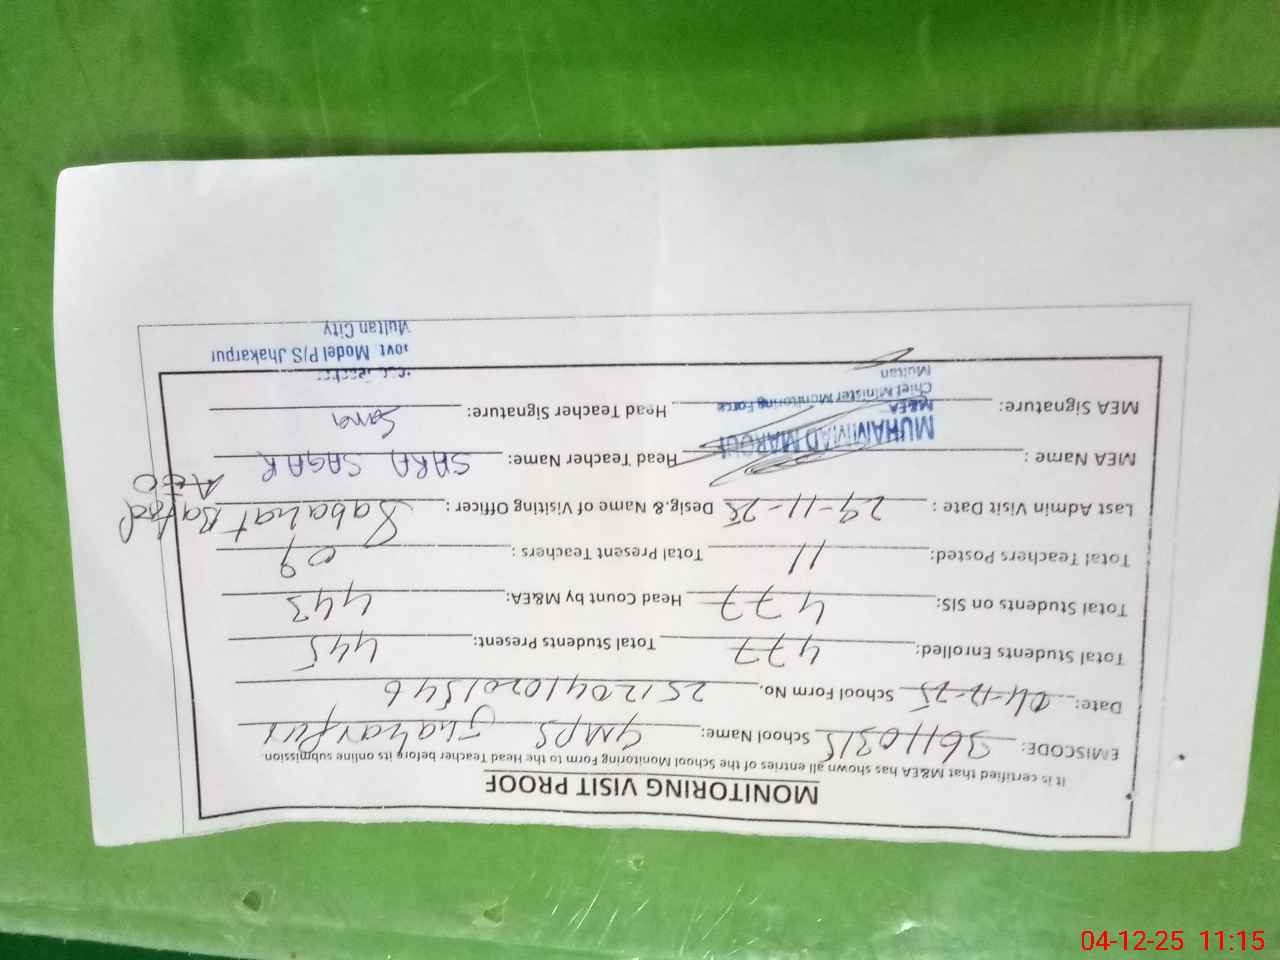 MONITORING VISIT PROOF
It is certified that M&EA has shown all entries of the School Monitoring Form to the Head Teacher before its online submission
EMISCODE: 36110315 School Name: GMPS Jhakarpur
Date: 04-12-25 School Form No. 25120410201546
Total Students Enrolled: 477 Total Students Present: 445
Total Students on SIS: 477 Head Count by M&EA: 443
Total Teachers Posted: 11 Total Present Teachers: 09
Last Admin Visit Date: 29-11-25 Desig.& Name of Visiting Officer: Sabahat
AEO
MEA Name: Head Teacher Name: SARA SAGAR
MUHAMMAD
M&EA
Chief Minister Monitoring Force
Multan
MEA Signature: Head Teacher Signature: Sara
Model P/S Jhakarpur
Multan City
04-12-25 11:15